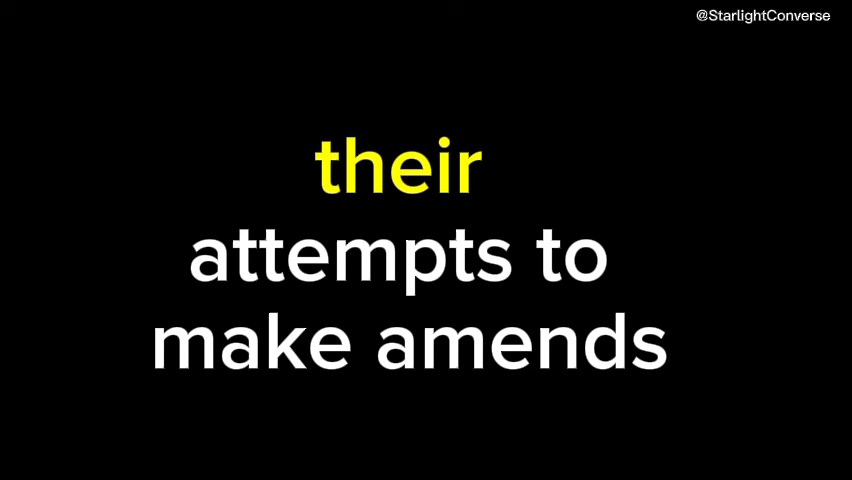 @StarlightConverse
their
attempts to
make amends